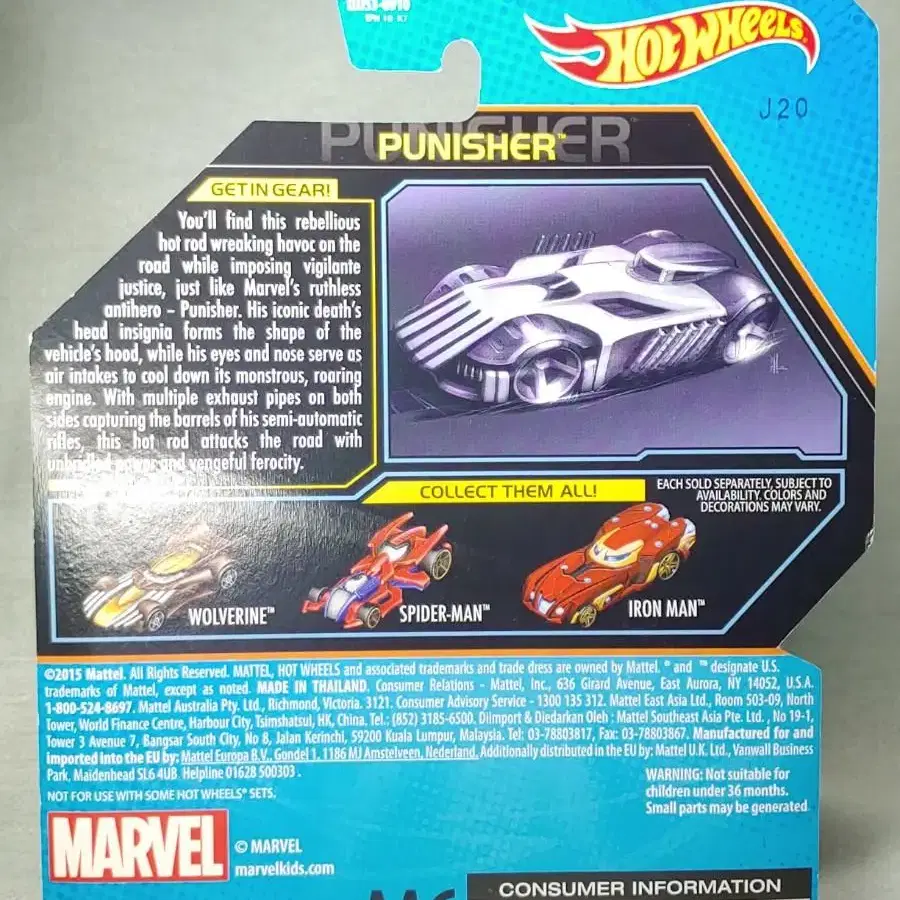 HOT WHEELS
J20
PUNISHER™
GET IN GEAR!
You'll find this rebellious
hot rod wreaking havoc on the
road while imposing vigilante
justice, just like Marvel's ruthless
antihero – Punisher. His iconic death's
head insignia forms the shape of the
vehicle's hood, while his eyes and nose serve as
air intakes to cool down its monstrous, roaring
engine. With multiple exhaust pipes on both
sides capturing the barrels of his semi-automatic
rifles, this hot rod attacks the road with
unbridled power and vengeful ferocity.
COLLECT THEM ALL!
EACH SOLD SEPARATELY, SUBJECT TO
AVAILABILITY. COLORS AND
DECORATIONS MAY VARY.
WOLVERINE™
SPIDER-MAN™
IRON MAN™
©2015 Mattel. All Rights Reserved. MATTEL, HOT WHEELS and associated trademarks and trade dress are owned by Mattel. ® and ™ designate U.S.
trademarks of Mattel, except as noted. MADE IN THAILAND. Consumer Relations - Mattel, Inc., 636 Girard Avenue, East Aurora, NY 14052, U.S.A.
1-800-524-8697. Mattel Australia Pty. Ltd., Richmond, Victoria. 3121. Consumer Advisory Service - 1300 135 312. Mattel East Asia Ltd., Room 503-09, North
Tower, World Finance Centre, Harbour City, Tsimshatsui, HK, China. Tel.: (852) 3185-6500. Diimport & Diedarkan Oleh : Mattel Southeast Asia Pte. Ltd. , No 19-1,
Tower 3 Avenue 7, Bangsar South City, No 8, Jalan Kerinchi, 59200 Kuala Lumpur, Malaysia. Tel: 03-78803817, Fax: 03-78803867. Manufactured for and
imported into the EU by: Mattel Europa B.V., Gondel 1, 1186 MJ Amstelveen, Nederland. Additionally distributed in the EU by: Mattel U.K. Ltd., Vanwall Business
Park, Maidenhead SL6 4UB. Helpline 01628 500303 .
NOT FOR USE WITH SOME HOT WHEELS® SETS.
WARNING: Not suitable for
children under 36 months.
Small parts may be generated
MARVEL
© MARVEL
marvelkids.com
CONSUMER INFORMATION